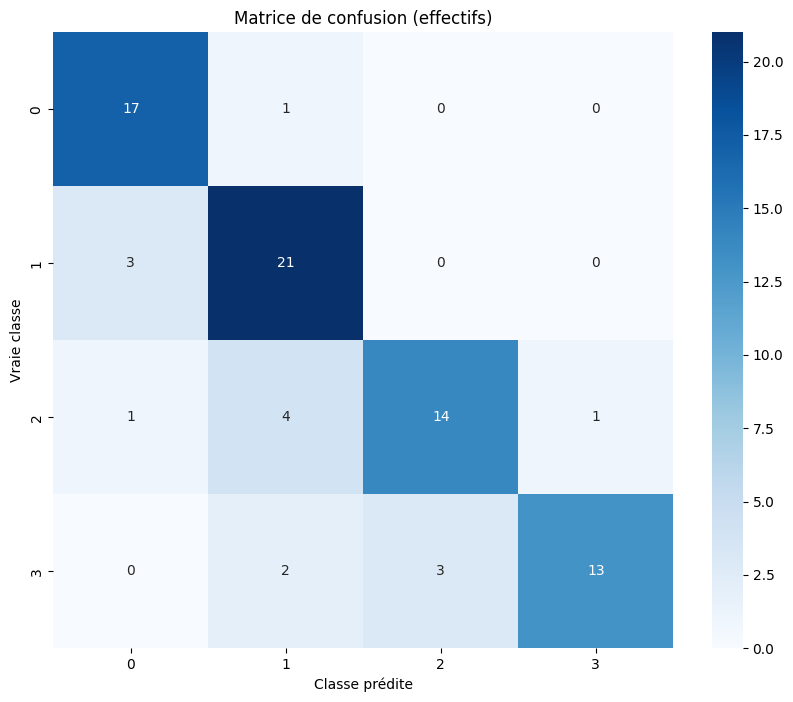 Matrice de confusion (effectifs)
0 17 1 0 0
1 3 21 0 0
2 1 4 14 1
3 0 2 3 13
0 1 2 3
Vraie classe
Classe prédite
20.0
17.5
15.0
12.5
10.0
7.5
5.0
2.5
0.0